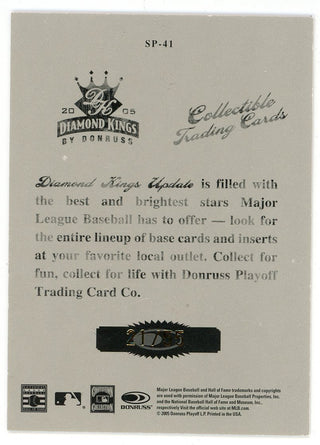 SP-41
DK
20 05
DIAMOND KINGS
BY DONRUSS
Collectible
Trading Cards
Diamond Kings Update is filled with
the best and brightest stars Major
League Baseball has to offer — look for
the entire lineup of base cards and inserts
at your favorite local outlet. Collect for
fun, collect for life with Donruss Playoff
Trading Card Co.
DONRUSS
Major League Baseball and Hall of Fame trademarks and copyrights
are used with permission of Major League Baseball Properties, Inc.
and the National Baseball Hall of Fame and Museum, Inc.,
respectively Visit the official web site at MLB.com.
© 2005 Donruss Playoff L.P. Printed in the USA.